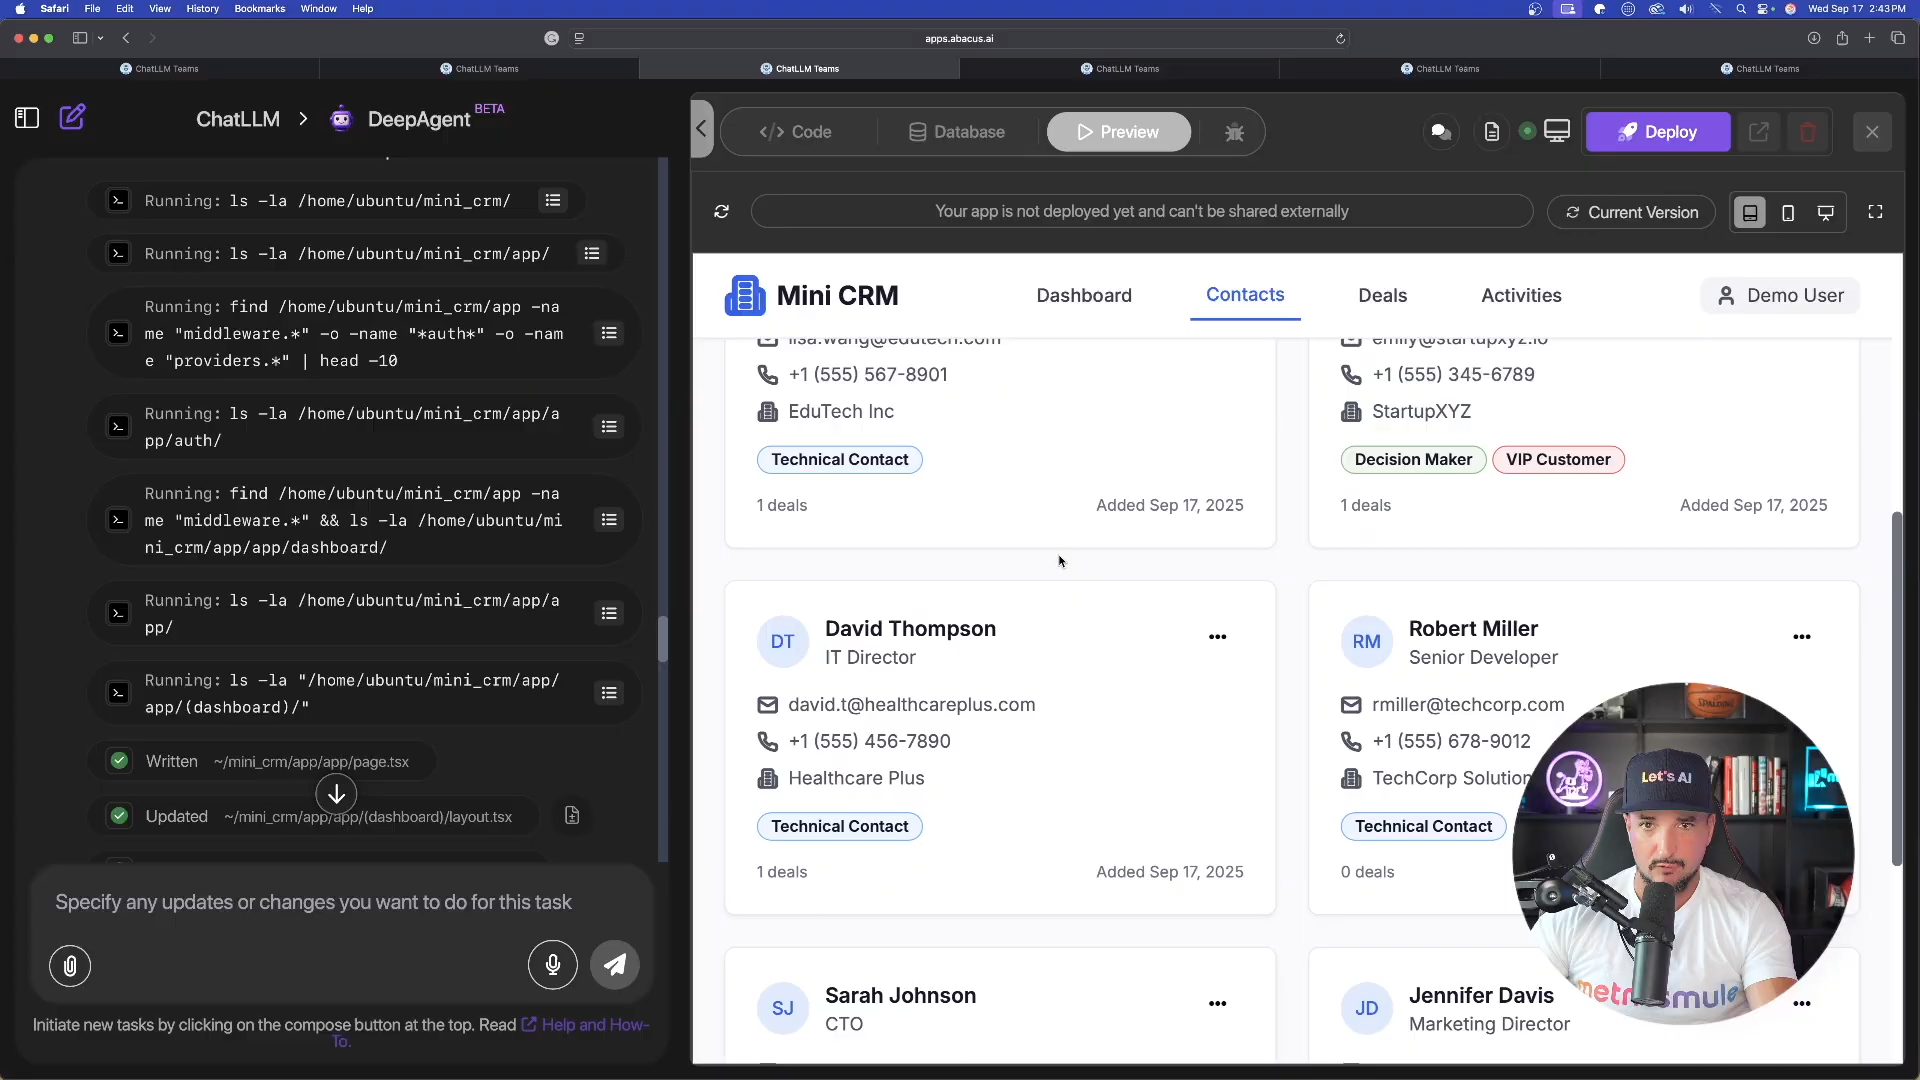 Safari File Edit View History Bookmarks Window Help
Wed Sep 17 2:43 PM
apps.abacus.ai
ChatLLM Teams
ChatLLM Teams
ChatLLM Teams
ChatLLM Teams
ChatLLM Teams
ChatLLM Teams
ChatLLM > DeepAgent BETA
Running: ls -la /home/ubuntu/mini_crm/
Running: ls -la /home/ubuntu/mini_crm/app/
Running: find /home/ubuntu/mini_crm/app -na
me "middleware.*" -o -name "*auth*" -o -nam
e "providers.*" | head -10
Running: ls -la /home/ubuntu/mini_crm/app/a
pp/auth/
Running: find /home/ubuntu/mini_crm/app -na
me "middleware.*" && ls -la /home/ubuntu/mi
ni_crm/app/app/dashboard/
Running: ls -la /home/ubuntu/mini_crm/app/a
pp/
Running: ls -la "/home/ubuntu/mini_crm/app/
app/(dashboard)/"
Written ~/mini_crm/app/app/page.tsx
Updated ~/mini_crm/app/app/(dashboard)/layout.tsx
Specify any updates or changes you want to do for this task
Initiate new tasks by clicking on the compose button at the top. Read Help and How-
To.
</> Code
Database
Preview
Deploy
Your app is not deployed yet and can't be shared externally
Current Version
Mini CRM
Dashboard
Contacts
Deals
Activities
Demo User
lisa.wang@edutech.com
+1 (555) 567-8901
EduTech Inc
Technical Contact
1 deals
Added Sep 17, 2025
emily@startupxyz.io
+1 (555) 345-6789
StartupXYZ
Decision Maker
VIP Customer
1 deals
Added Sep 17, 2025
DT
David Thompson
IT Director
david.t@healthcareplus.com
+1 (555) 456-7890
Healthcare Plus
Technical Contact
1 deals
Added Sep 17, 2025
RM
Robert Miller
Senior Developer
rmiller@techcorp.com
+1 (555) 678-9012
TechCorp Solution
Technical Contact
0 deals
SJ
Sarah Johnson
CTO
JD
Jennifer Davis
Marketing Director
SPALDING
Let's AI